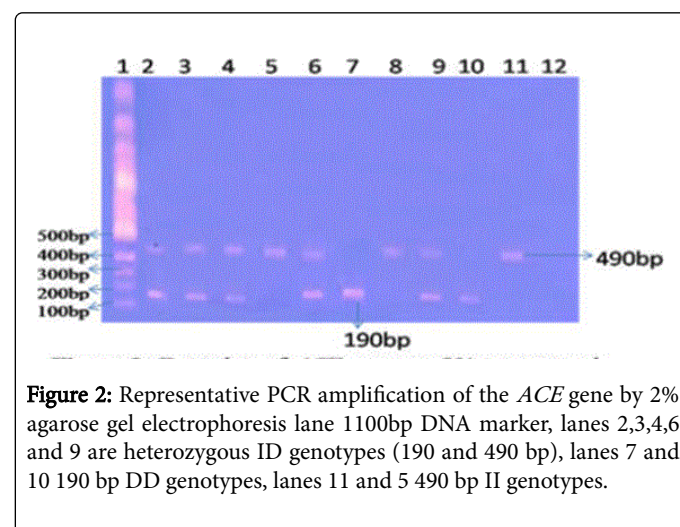 1 2 3 4 5 6 7 8 9 10 11 12
500bp
400bp
300bp
200bp
100bp
490bp
190bp
Figure 2: Representative PCR amplification of the ACE gene by 2%
agarose gel electrophoresis lane 1100bp DNA marker, lanes 2,3,4,6
and 9 are heterozygous ID genotypes (190 and 490 bp), lanes 7 and
10 190 bp DD genotypes, lanes 11 and 5 490 bp II genotypes.